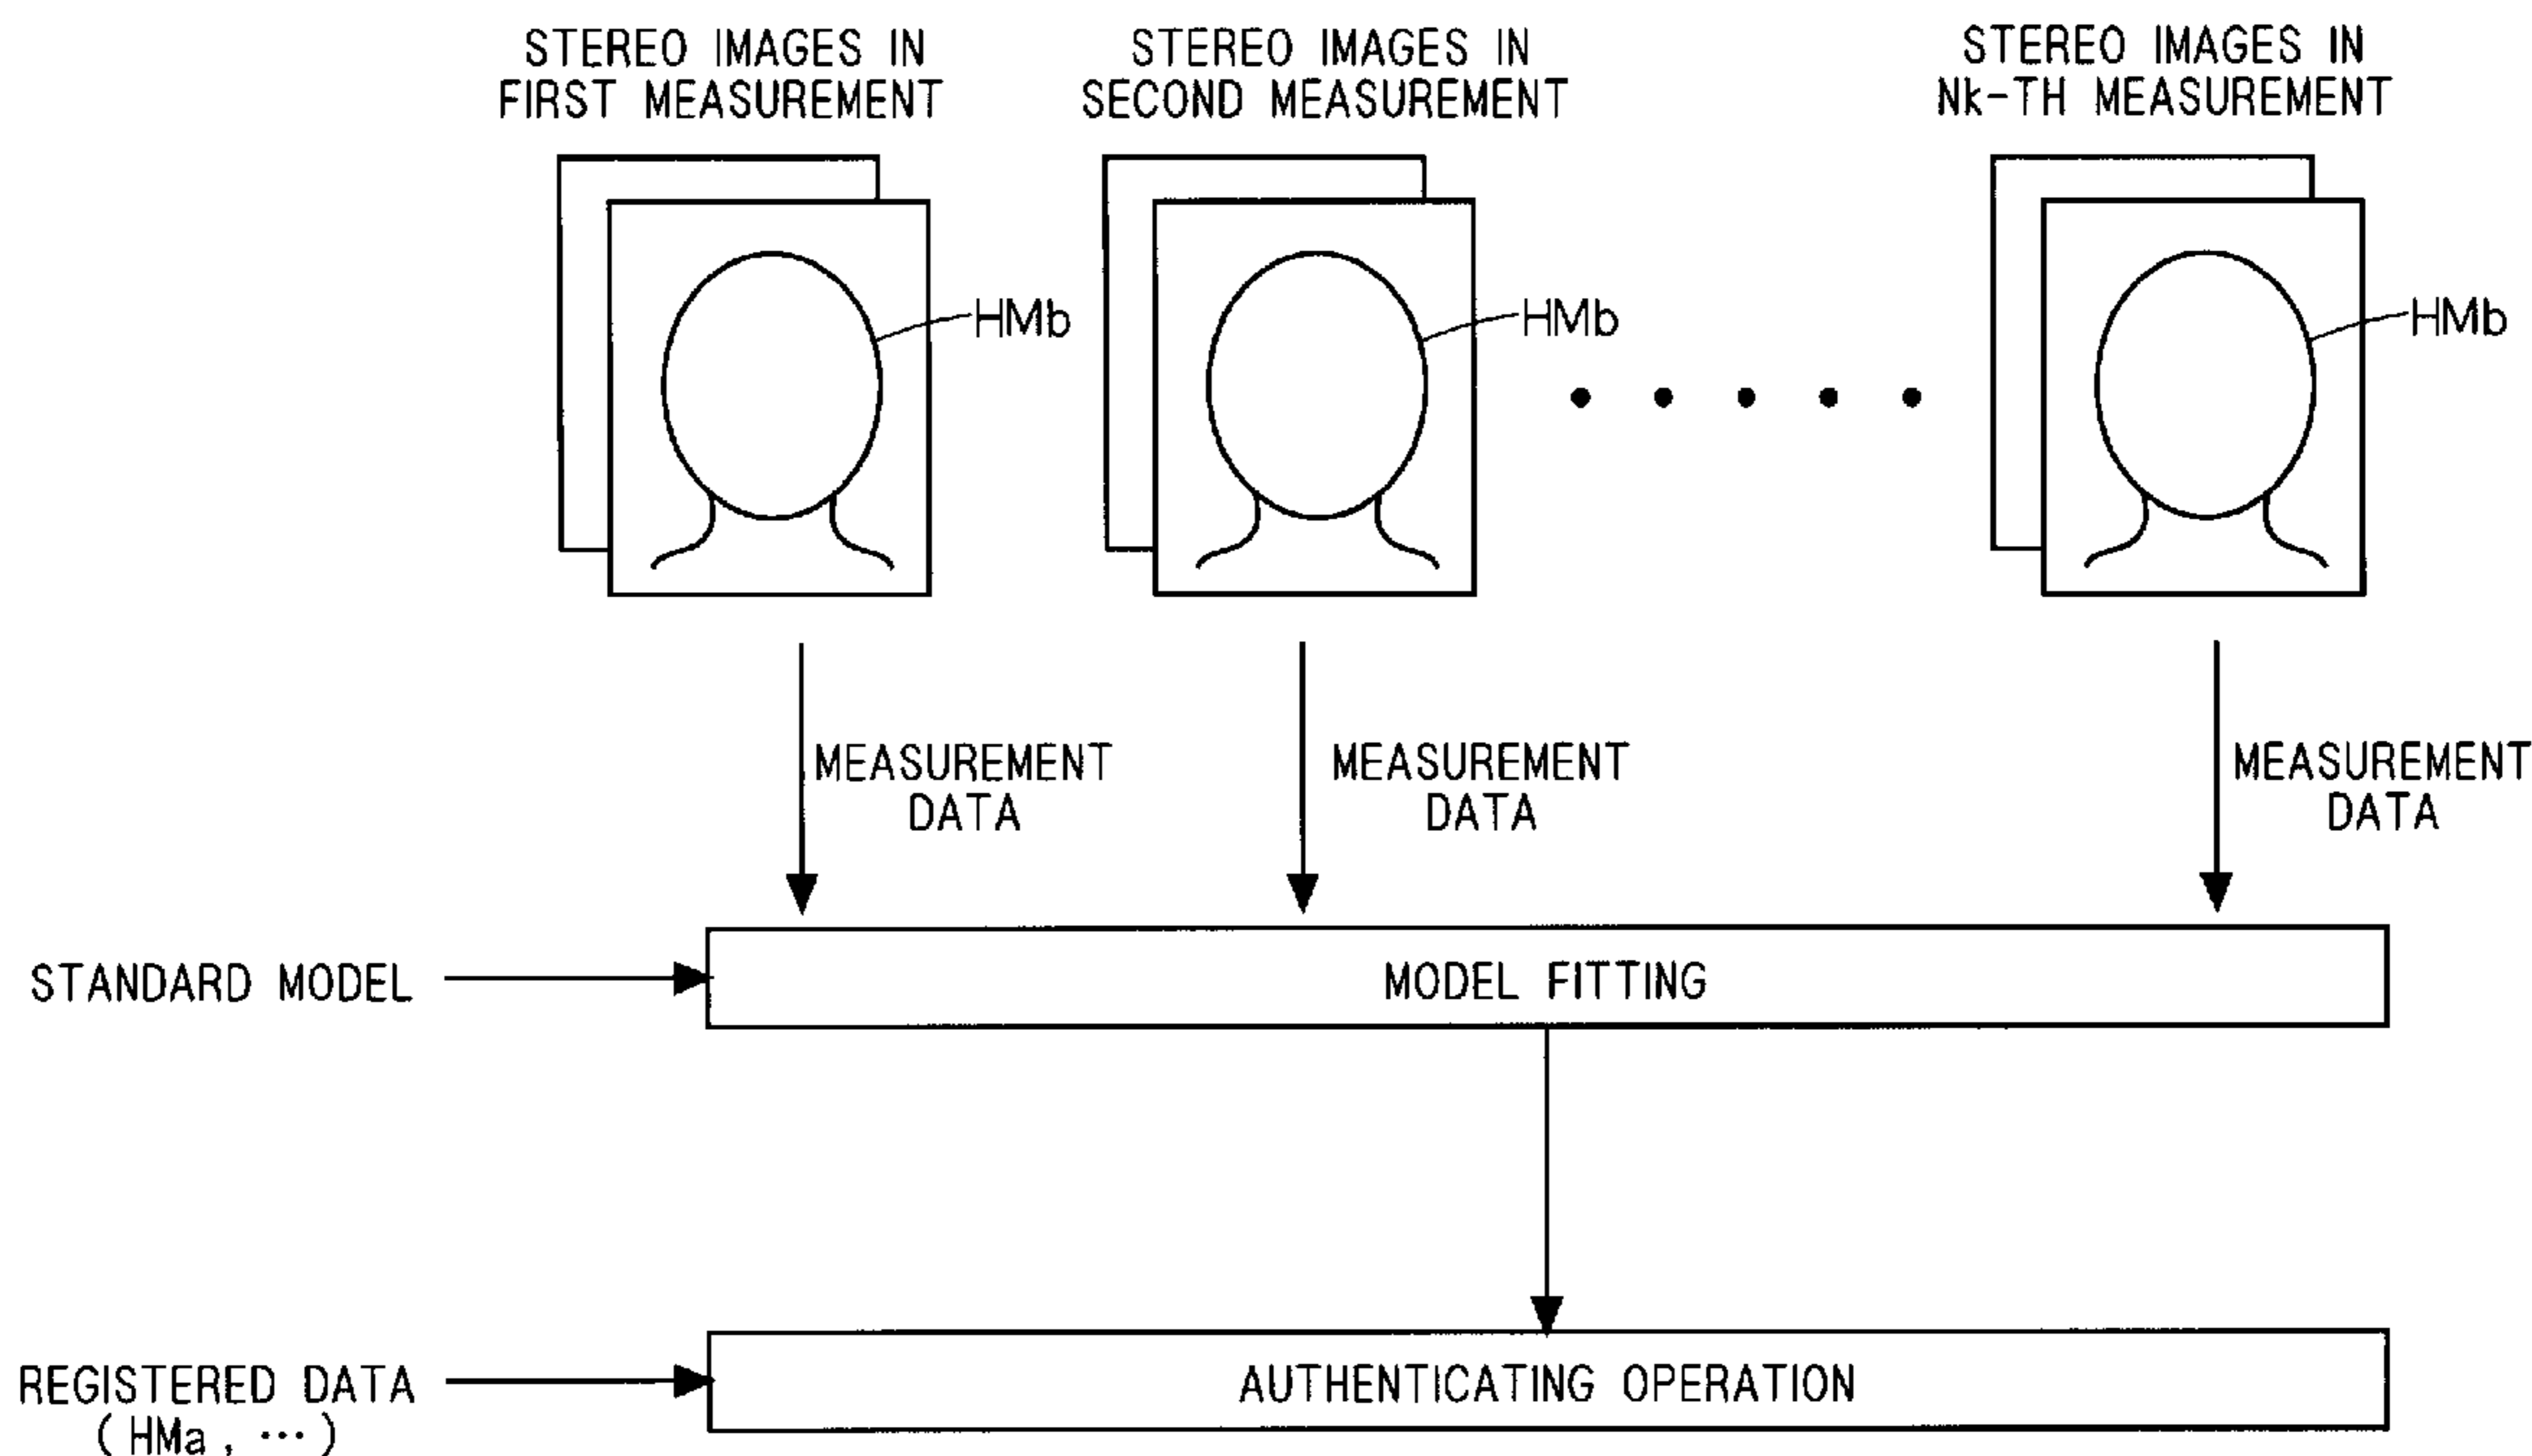 STEREO IMAGES IN
FIRST MEASUREMENT
STEREO IMAGES IN
SECOND MEASUREMENT
STEREO IMAGES IN
Nk-TH MEASUREMENT
HMb
HMb
HMb
MEASUREMENT
DATA
MEASUREMENT
DATA
MEASUREMENT
DATA
STANDARD MODEL
MODEL FITTING
REGISTERED DATA
( HMa , ··· )
AUTHENTICATING OPERATION